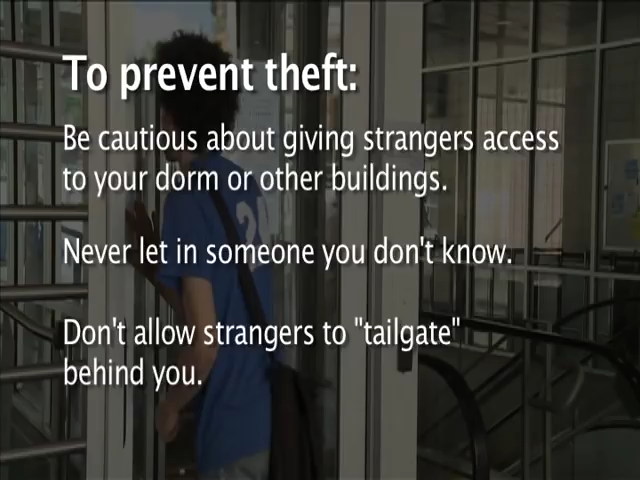 To prevent theft:
Be cautious about giving strangers access
to your dorm or other buildings.
Never let in someone you don't know.
Don't allow strangers to "tailgate"
behind you.